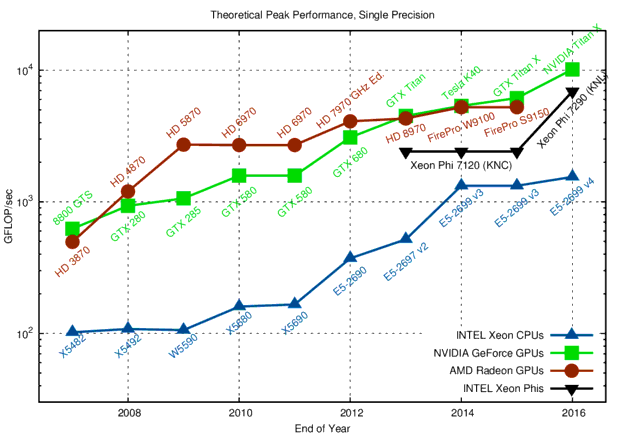 Theoretical Peak Performance, Single Precision
GFLOP/sec
10^4
10^3
10^2
8800 GTS
HD 3870
HD 4870
GTX 280
HD 5870
GTX 285
HD 6970
GTX 580
HD 6970
GTX 580
HD 7970 GHz Ed.
GTX 680
GTX Titan
HD 8970
Tesla K40
FirePro W9100
GTX Titan X
FirePro S9150
NVIDIA Titan X
Xeon Phi 7290 (KNL)
Xeon Phi 7120 (KNC)
X5482
X5492
W5590
X5680
X5690
E5-2690
E5-2697 v2
E5-2699 v3
E5-2699 v3
E5-2699 v4
INTEL Xeon CPUs
NVIDIA GeForce GPUs
AMD Radeon GPUs
INTEL Xeon Phis
2008 2010 2012 2014 2016
End of Year